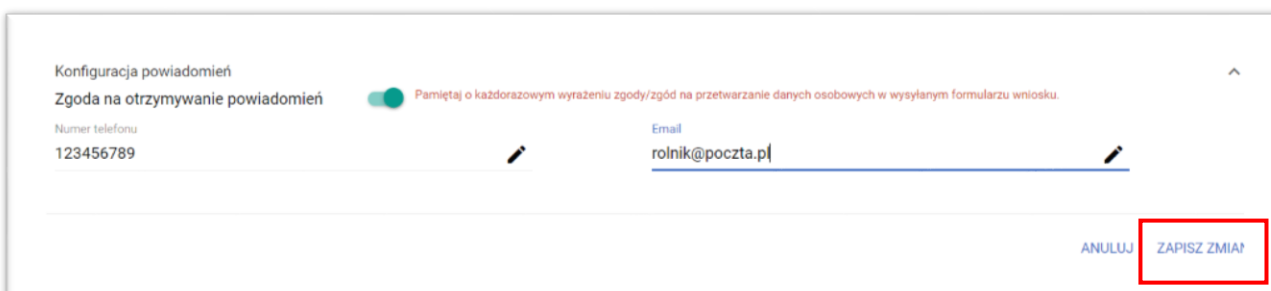 Konfiguracja powiadomień
Zgoda na otrzymywanie powiadomień Pamiętaj o każdorazowym wyrażeniu zgody/zgód na przetwarzanie danych osobowych w wysyłanym formularzu wniosku.
Numer telefonu Email
123456789 rolnik@poczta.pl
ANULUJ ZAPISZ ZMIAN